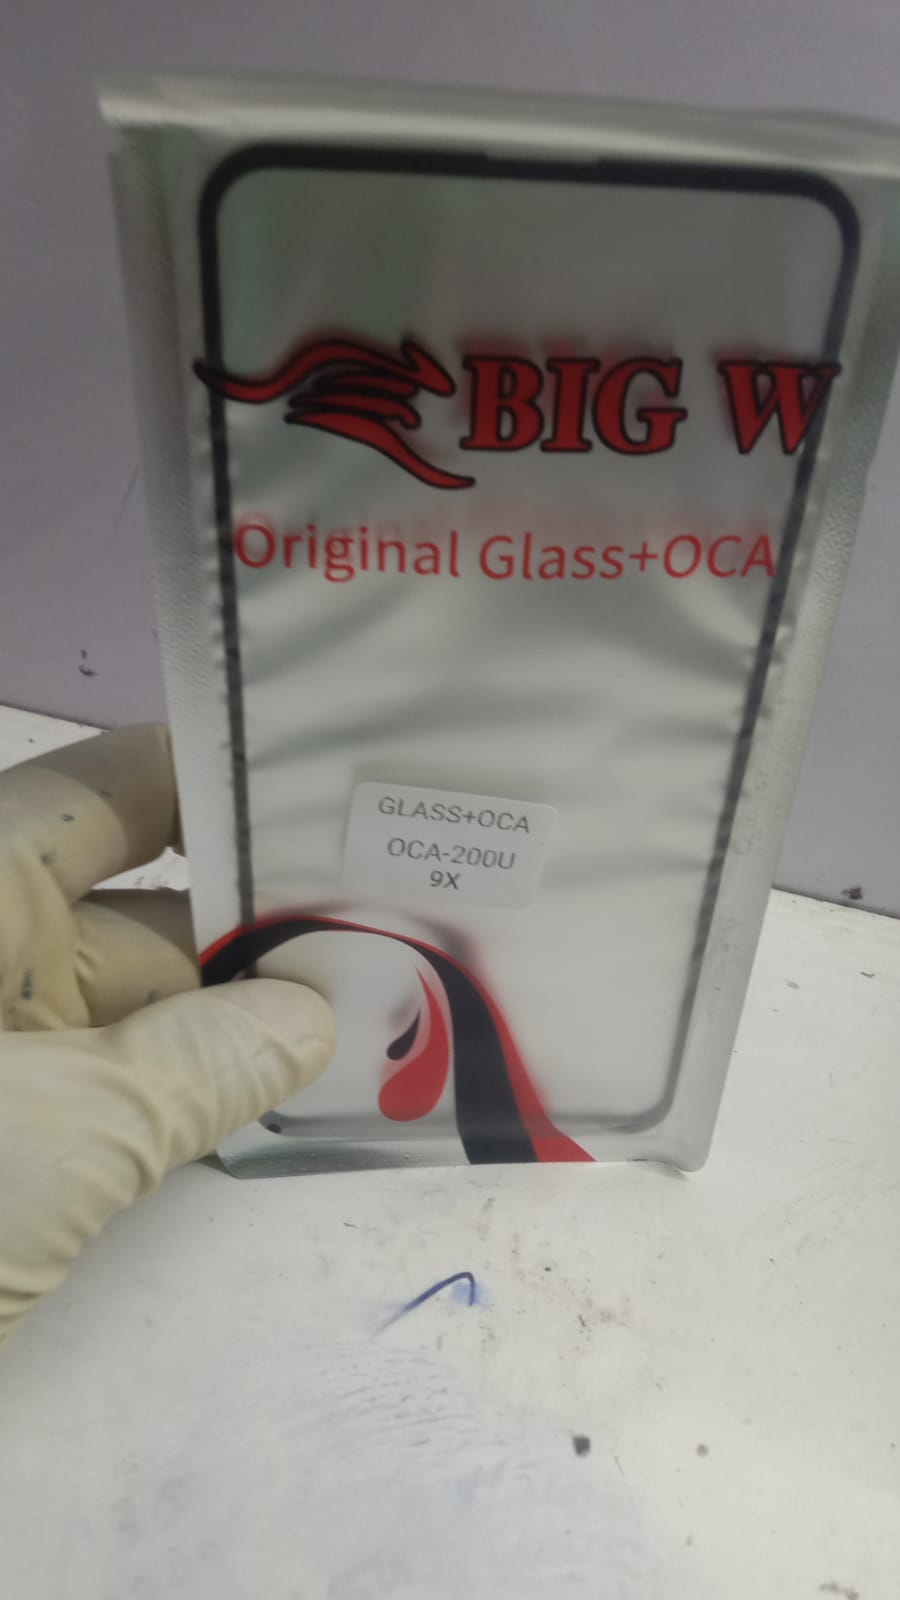 BIG W
Original Glass+OCA
GLASS+OCA
OCA-200U
9X